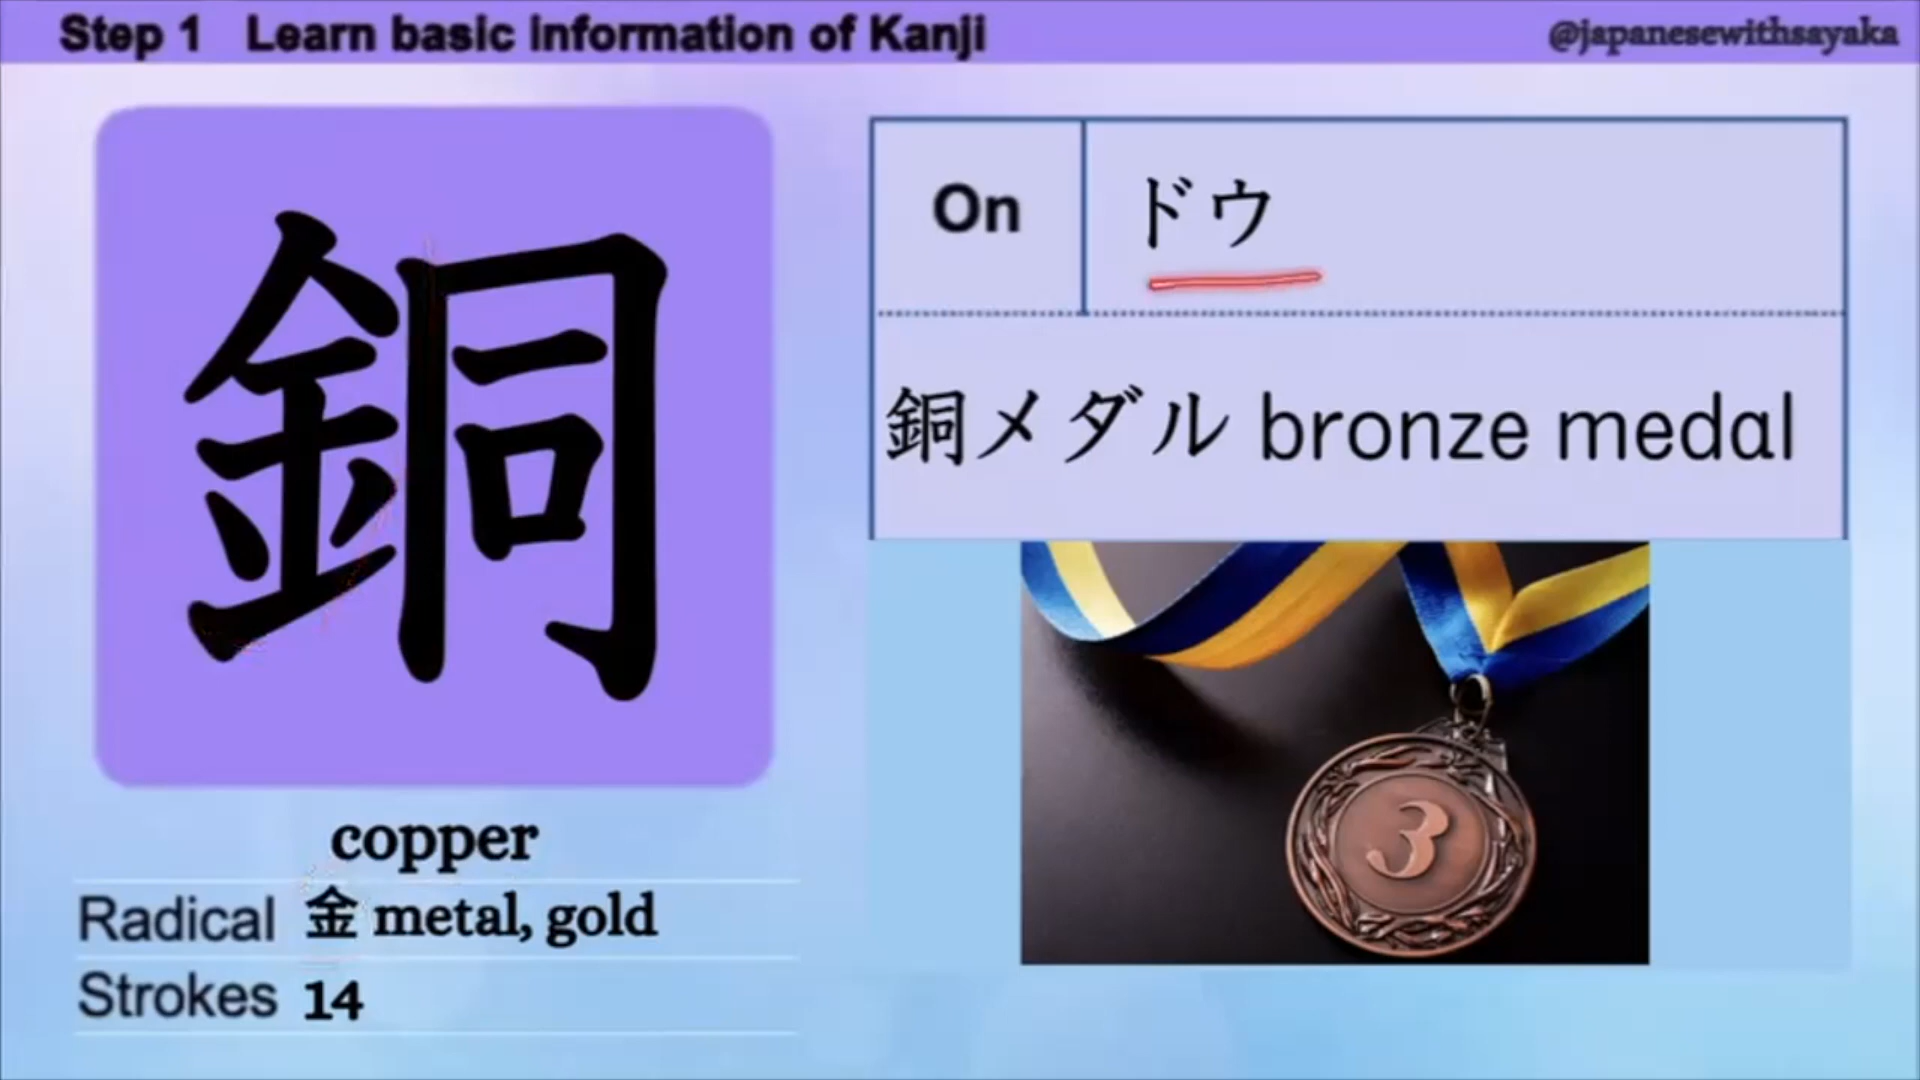 Step 1 Learn basic information of Kanji
@japanesewithsayaka
銅
copper
Radical 金 metal, gold
Strokes 14
On ドウ
銅メダル bronze medal
3